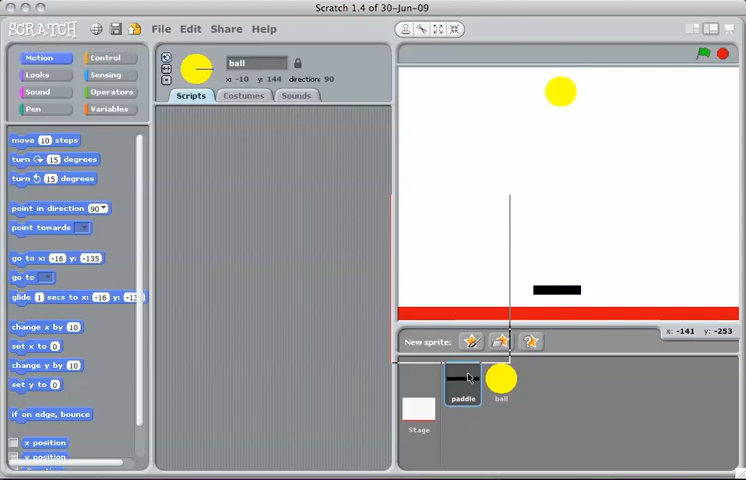 Scratch 1.4 of 30-Jun-09
SCRATCH File Edit Share Help
Motion Control
Looks Sensing
Sound Operators
Pen Variables
ball
x: -10 y: 144 direction: 90
Scripts Costumes Sounds
move 10 steps
turn 15 degrees
turn 15 degrees
point in direction 90
point towards
go to x: -16 y: -135
go to
glide 1 secs to x: -16 y: -13
change x by 10
set x to 0
change y by 10
set y to 0
if on edge, bounce
x position
y position
x: -141 y: -253
New sprite:
paddle
ball
Stage